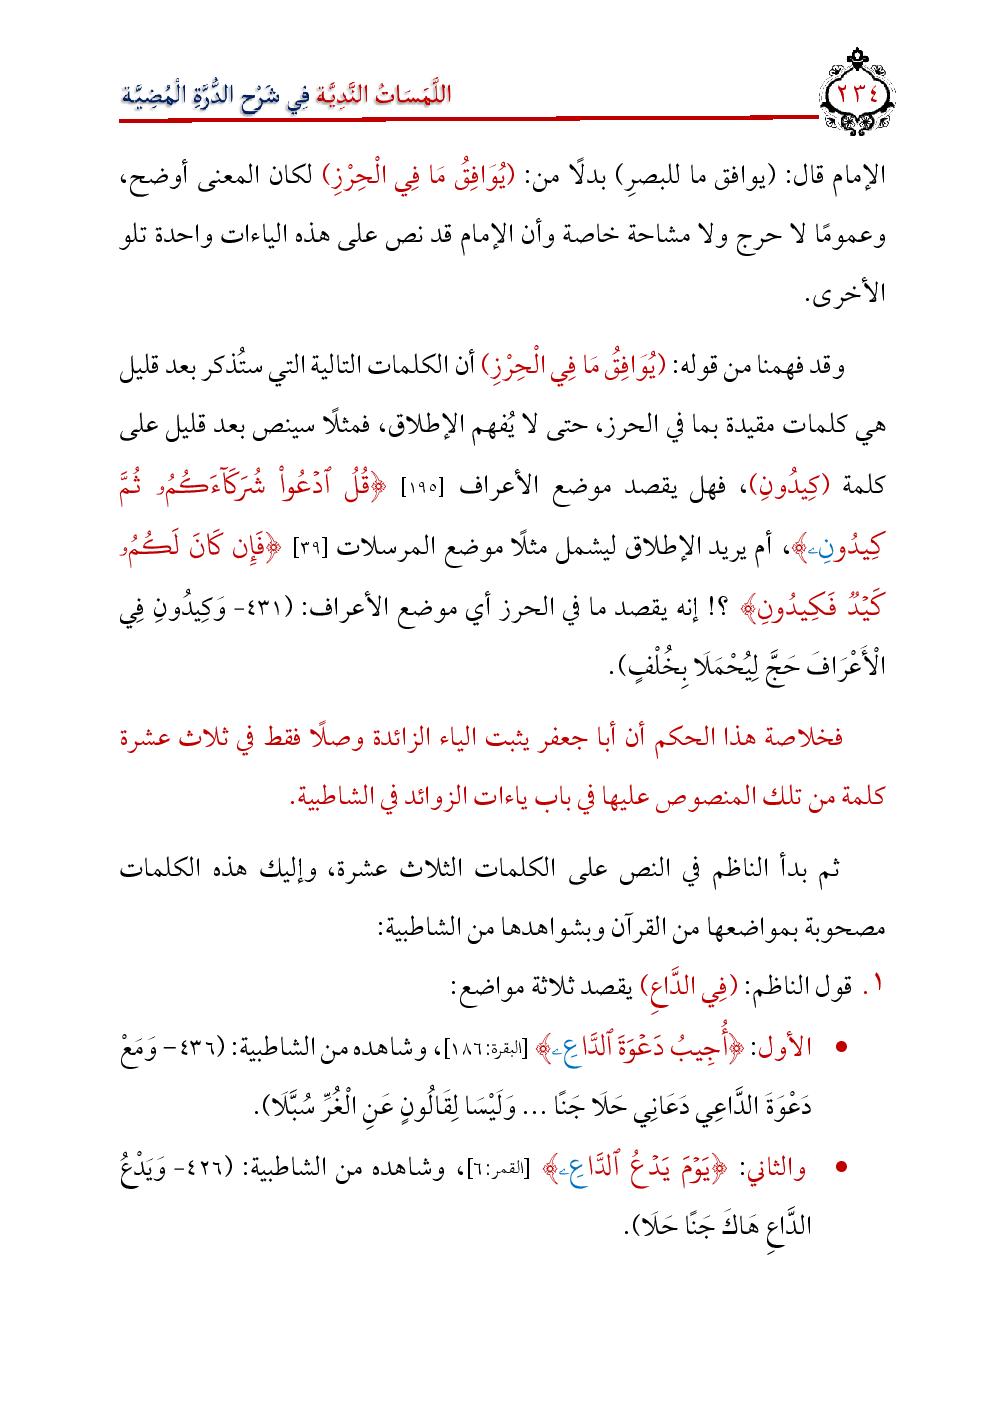 ٢٣٤
اللَّمَسَاتُ النَّدِيَّة فِي شَرْحِ الدُّرَّةِ الْمُضِيَّة
الإمام قال: (يوافق ما للبصرِ) بدلًا من: (يُوَافِقُ مَا فِي الْحِرْزِ) لكان المعنى أوضح،
وعمومًا لا حرج ولا مشاحة خاصة وأن الإمام قد نص على هذه الياءات واحدة تلو
الأخرى.
وقد فهمنا من قوله: (يُوَافِقُ مَا فِي الْحِرْزِ) أن الكلمات التالية التي ستُذكر بعد قليل
هي كلمات مقيدة بما في الحرز، حتى لا يُفهم الإطلاق، فمثلًا سينص بعد قليل على
كلمة (كِيدُونِ)، فهل يقصد موضع الأعراف [١٩٥] ﴿قُلُ ٱدۡعُواْ شُرَكَآءَكُمُۥ ثُمَّ
كِيدُونِۦ﴾، أم يريد الإطلاق ليشمل مثلًا موضع المرسلات [٣٩] ﴿فَإِن كَانَ لَكُمُۥ
كَيۡدٞ فَكِيدُونِ﴾ ؟! إنه يقصد ما في الحرز أي موضع الأعراف: (٤٣١- وَكِيدُونِ فِي
الْأَعْرَافَ حَجَّ لِيُحْمَلَا بِخُلْفٍ).
فخلاصة هذا الحكم أن أبا جعفر يثبت الياء الزائدة وصلًا فقط في ثلاث عشرة
كلمة من تلك المنصوص عليها في باب ياءات الزوائد في الشاطبية.
ثم بدأ الناظم في النص على الكلمات الثلاث عشرة، وإليك هذه الكلمات
مصحوبة بمواضعها من القرآن وبشواهدها من الشاطبية:
١. قول الناظم: (فِي الدَّاعِ) يقصد ثلاثة مواضع:
• الأول: ﴿أُجِيبُ دَعۡوَةَ ٱلدَّاعِۦ﴾ [البقرة:١٨٦]، وشاهده من الشاطبية: (٤٣٦– وَمَعْ
دَعْوَةَ الدَّاعِي دَعَانِي حَلَا جَنًا ... وَلَيْسَا لِقَالُونٍ عَنِ الْغُرِّ سُبَّلَا).
• والثاني: ﴿يَوۡمَ يَدۡعُ ٱلدَّاعِۦ﴾ [القمر:٦]، وشاهده من الشاطبية: (٤٢٦- وَيَدْعُ
الدَّاعِ هَاكَ جَنًا حَلَا).